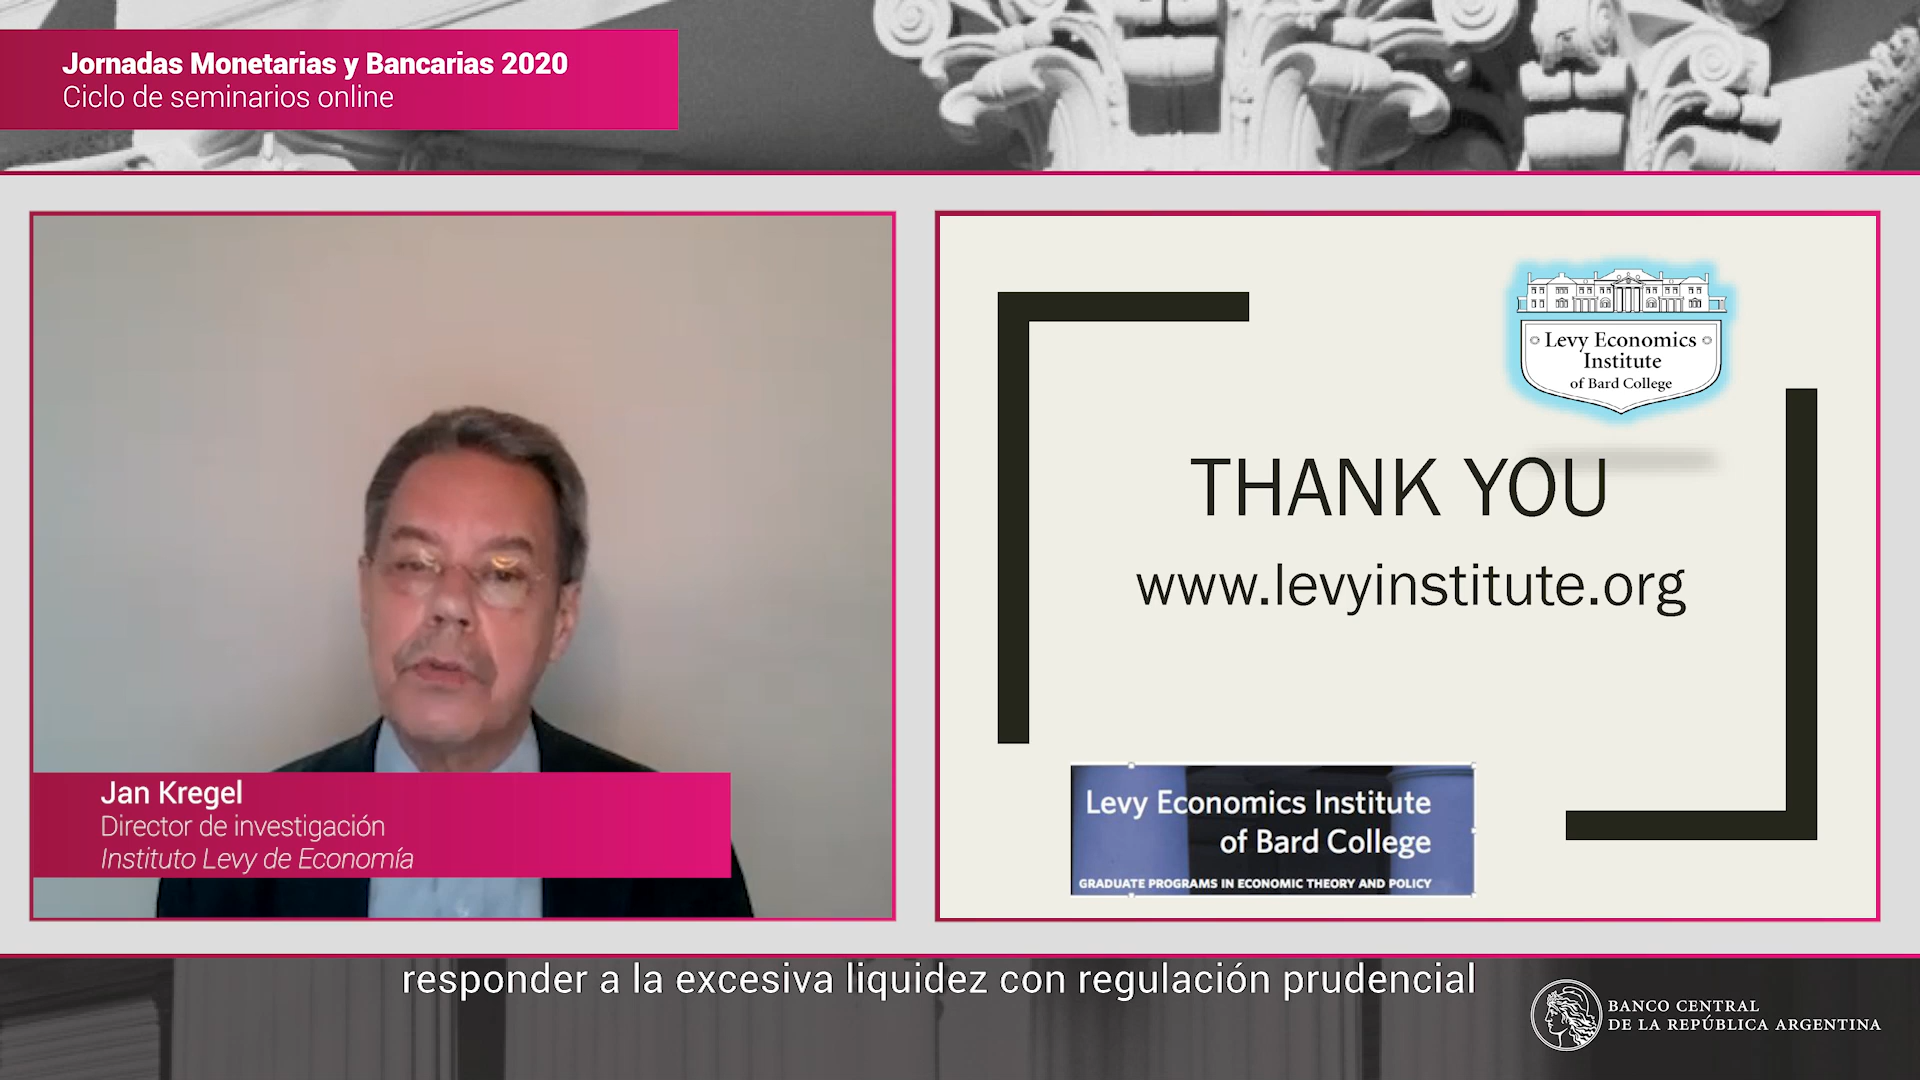 Jornadas Monetarias y Bancarias 2020
Ciclo de seminarios online
Levy Economics
Institute
of Bard College
THANK YOU
www.levyinstitute.org
Jan Kregel
Director de investigación
Instituto Levy de Economía
Levy Economics Institute
of Bard College
GRADUATE PROGRAMS IN ECONOMIC THEORY AND POLICY
responder a la excesiva liquidez con regulación prudencial
BANCO CENTRAL
DE LA REPÚBLICA ARGENTINA